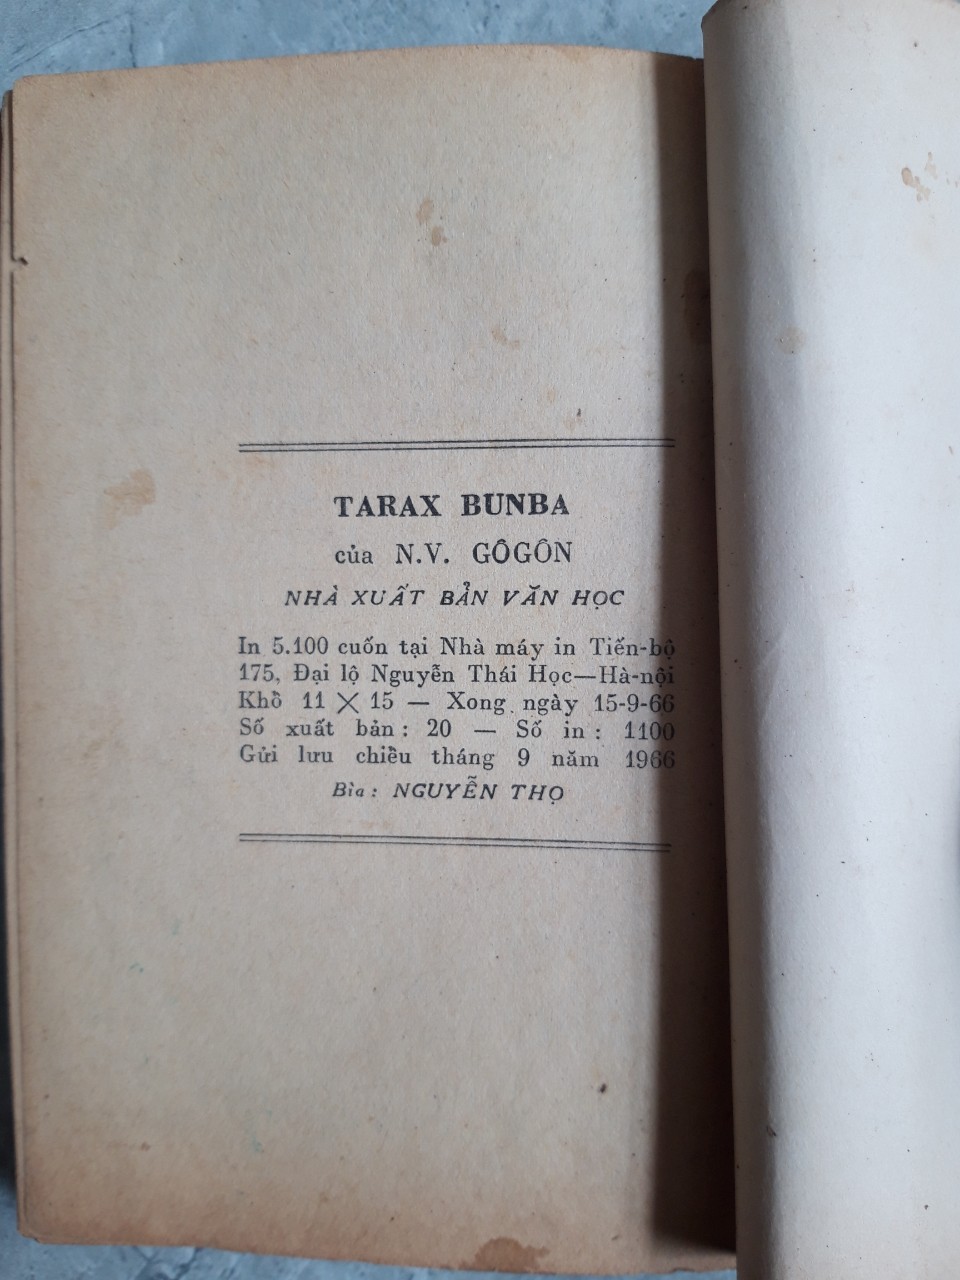 TARAX BUNBA
của N.V. GÔGÔN
NHÀ XUẤT BẢN VĂN HỌC
In 5.100 cuốn tại Nhà máy in Tiến-bộ
175, Đại lộ Nguyễn Thái Học—Hà-nội
Khổ 11 × 15 — Xong ngày 15-9-66
Số xuất bản : 20 — Số in : 1100
Gửi lưu chiều tháng 9 năm 1966
Bìa : NGUYỄN THỌ